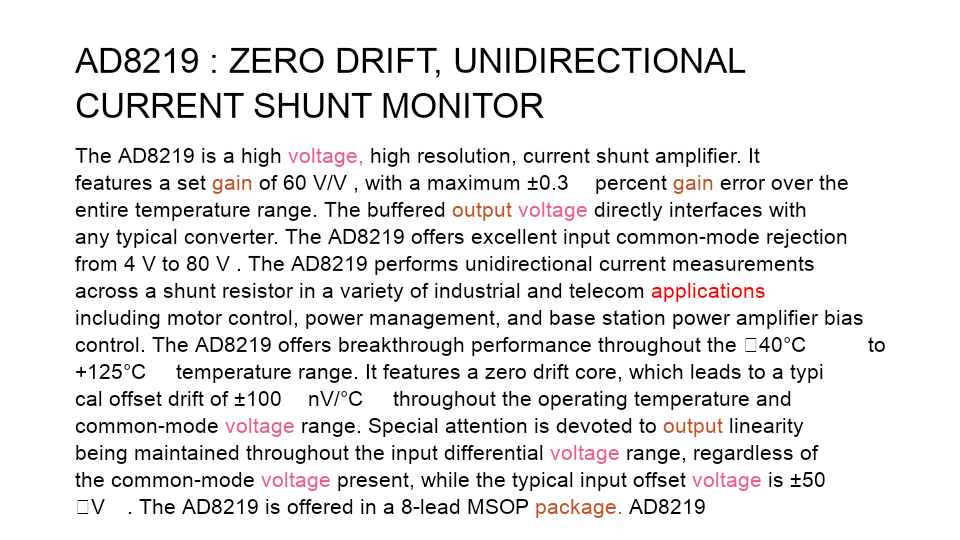 AD8219 : ZERO DRIFT, UNIDIRECTIONAL
CURRENT SHUNT MONITOR
The AD8219 is a high voltage, high resolution, current shunt amplifier. It
features a set gain of 60 V/V , with a maximum ±0.3 percent gain error over the
entire temperature range. The buffered output voltage directly interfaces with
any typical converter. The AD8219 offers excellent input common-mode rejection
from 4 V to 80 V . The AD8219 performs unidirectional current measurements
across a shunt resistor in a variety of industrial and telecom applications
including motor control, power management, and base station power amplifier bias
control. The AD8219 offers breakthrough performance throughout the □40°C to
+125°C temperature range. It features a zero drift core, which leads to a typi
cal offset drift of ±100 nV/°C throughout the operating temperature and
common-mode voltage range. Special attention is devoted to output linearity
being maintained throughout the input differential voltage range, regardless of
the common-mode voltage present, while the typical input offset voltage is ±50
□V . The AD8219 is offered in a 8-lead MSOP package. AD8219